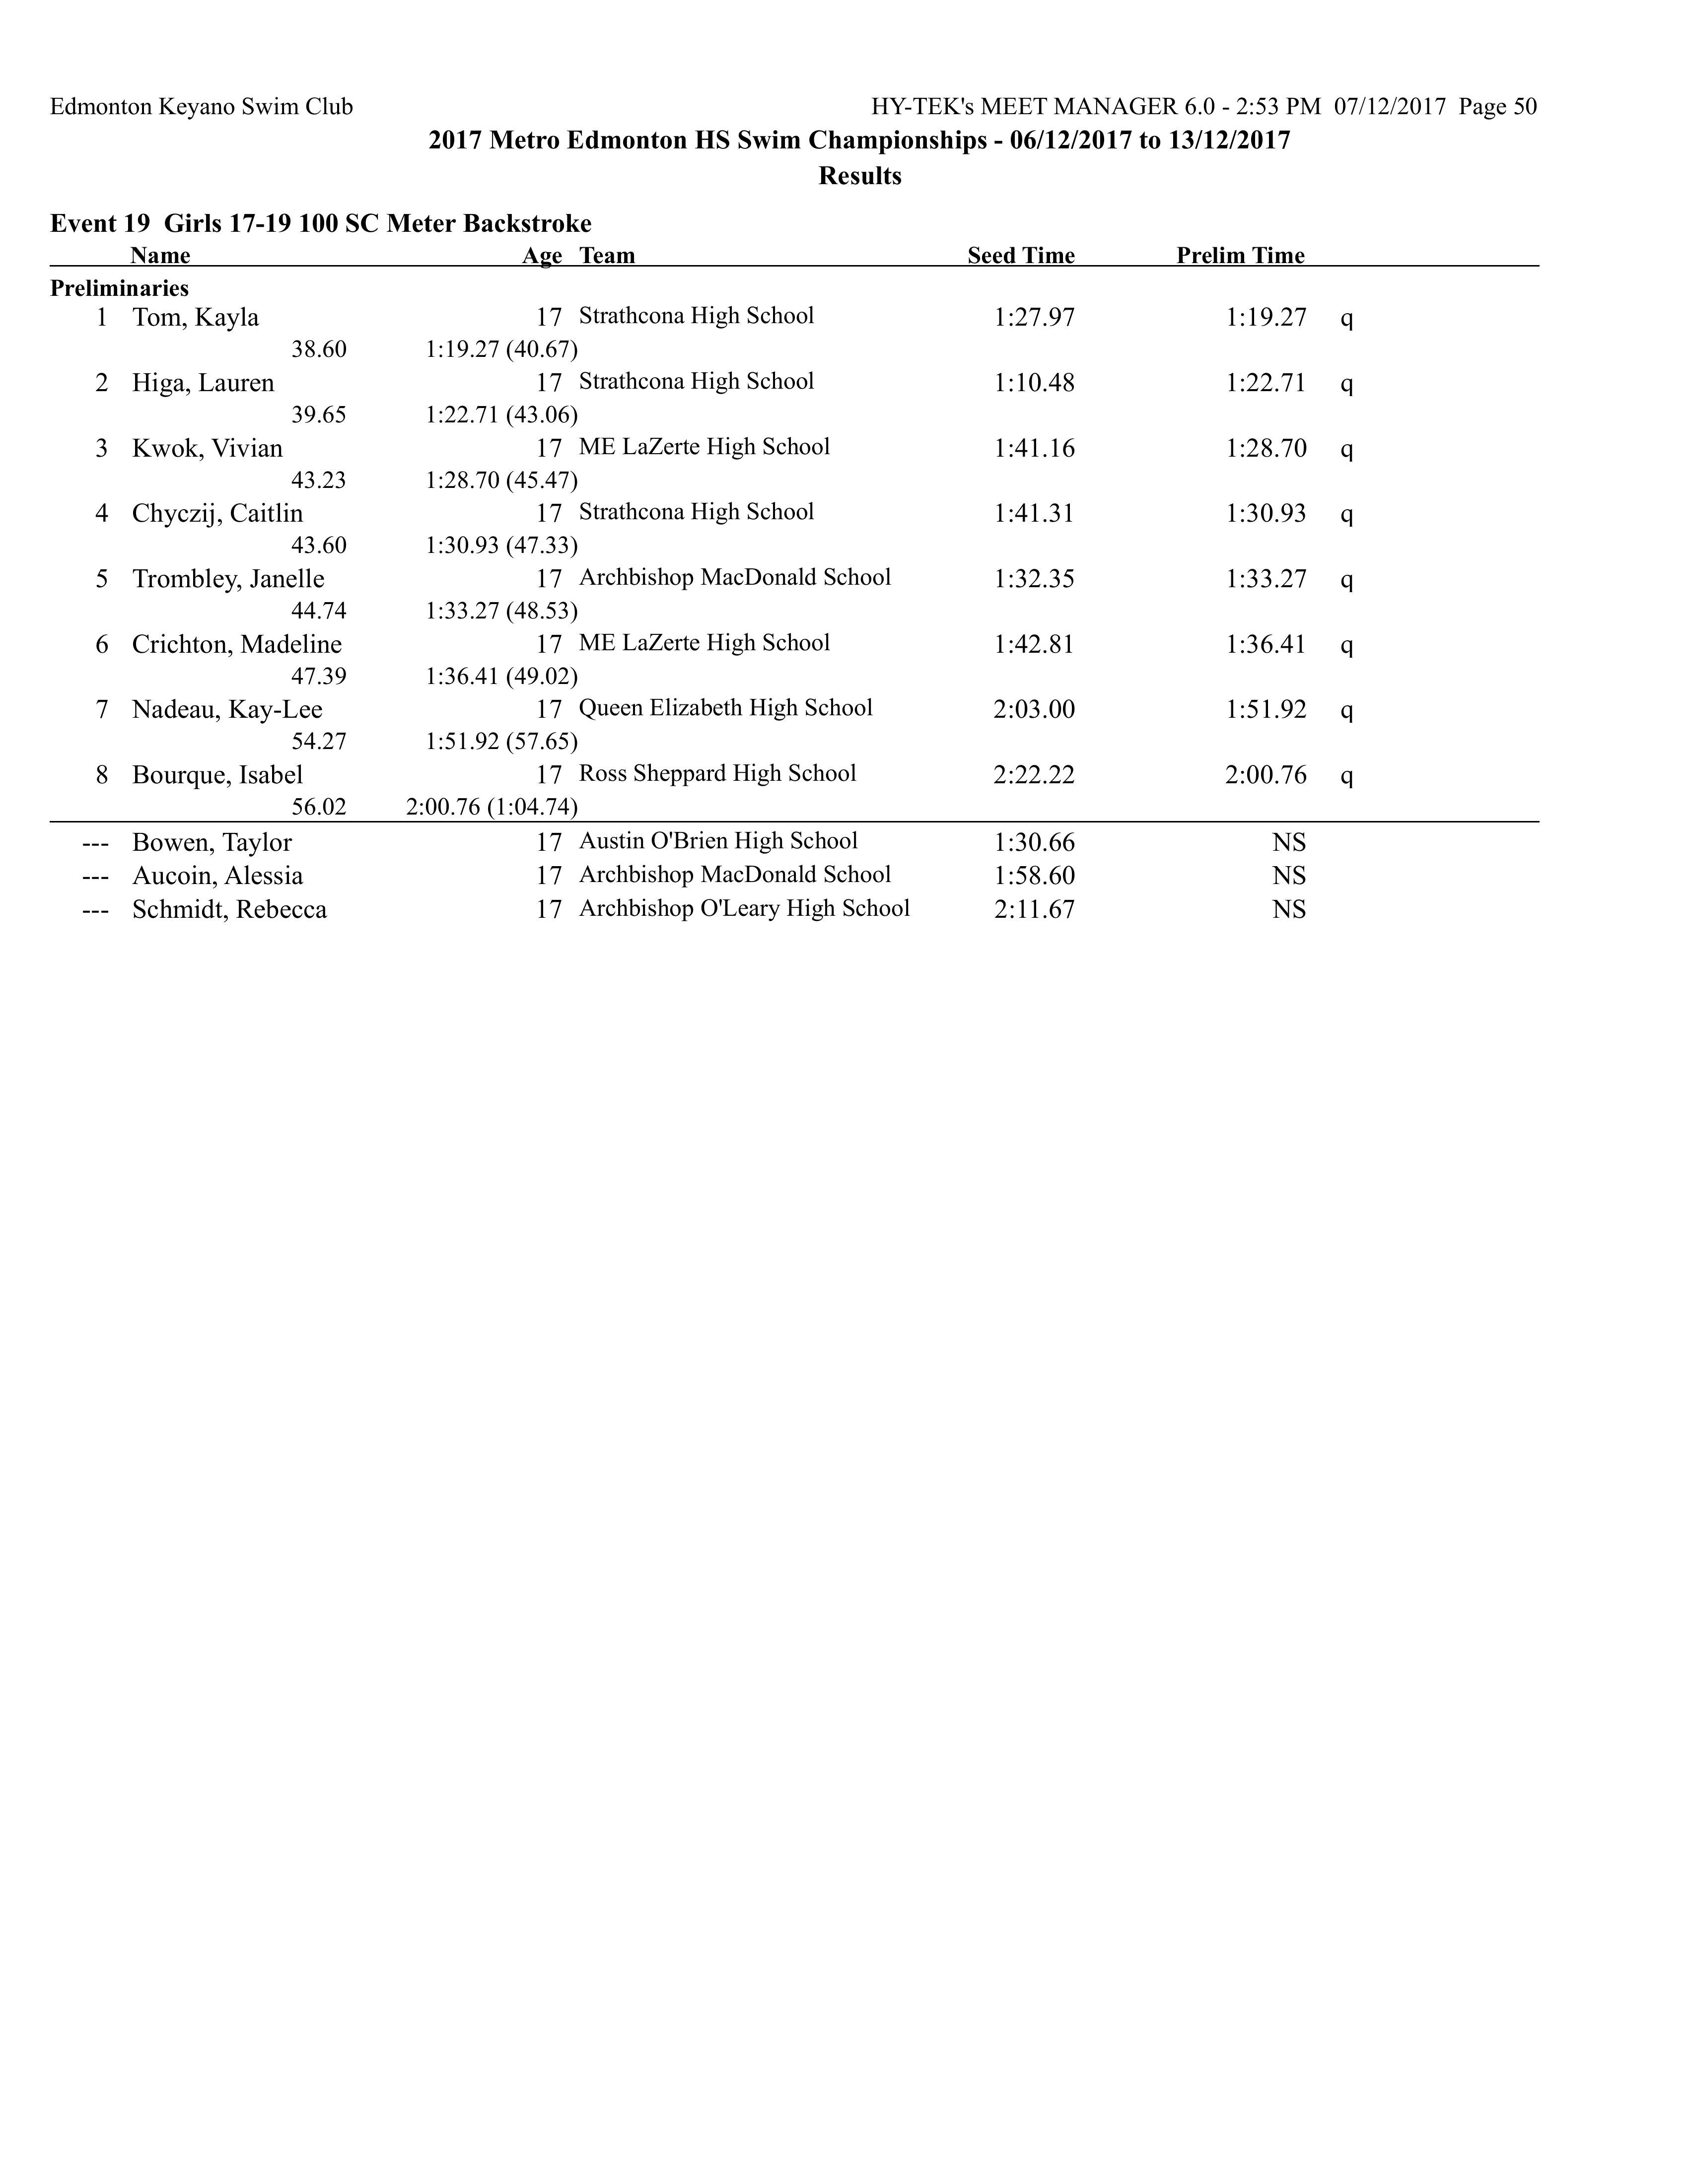 Edmonton Keyano Swim Club HY-TEK's MEET MANAGER 6.0 - 2:53 PM 07/12/2017 Page 50
2017 Metro Edmonton HS Swim Championships - 06/12/2017 to 13/12/2017
Results
Event 19 Girls 17-19 100 SC Meter Backstroke
Name Age Team Seed Time Prelim Time
Preliminaries
1 Tom, Kayla 17 Strathcona High School 1:27.97 1:19.27 q
38.60 1:19.27 (40.67)
2 Higa, Lauren 17 Strathcona High School 1:10.48 1:22.71 q
39.65 1:22.71 (43.06)
3 Kwok, Vivian 17 ME LaZerte High School 1:41.16 1:28.70 q
43.23 1:28.70 (45.47)
4 Chyczij, Caitlin 17 Strathcona High School 1:41.31 1:30.93 q
43.60 1:30.93 (47.33)
5 Trombley, Janelle 17 Archbishop MacDonald School 1:32.35 1:33.27 q
44.74 1:33.27 (48.53)
6 Crichton, Madeline 17 ME LaZerte High School 1:42.81 1:36.41 q
47.39 1:36.41 (49.02)
7 Nadeau, Kay-Lee 17 Queen Elizabeth High School 2:03.00 1:51.92 q
54.27 1:51.92 (57.65)
8 Bourque, Isabel 17 Ross Sheppard High School 2:22.22 2:00.76 q
56.02 2:00.76 (1:04.74)
--- Bowen, Taylor 17 Austin O'Brien High School 1:30.66 NS
--- Aucoin, Alessia 17 Archbishop MacDonald School 1:58.60 NS
--- Schmidt, Rebecca 17 Archbishop O'Leary High School 2:11.67 NS